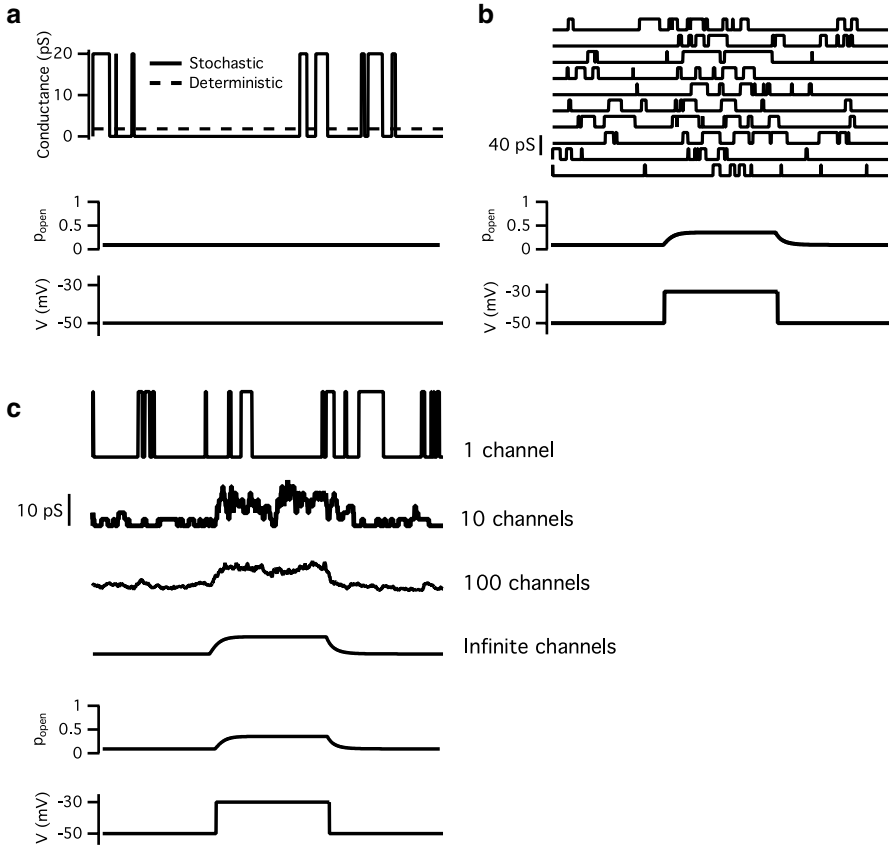 a
Conductance (pS)
20
10
0
Stochastic
Deterministic
p_open
1
0.5
0
V (mV)
-30
-50
b
40 pS
p_open
1
0.5
0
V (mV)
-30
-50
c
1 channel
10 pS
10 channels
100 channels
Infinite channels
p_open
1
0.5
0
V (mV)
-30
-50